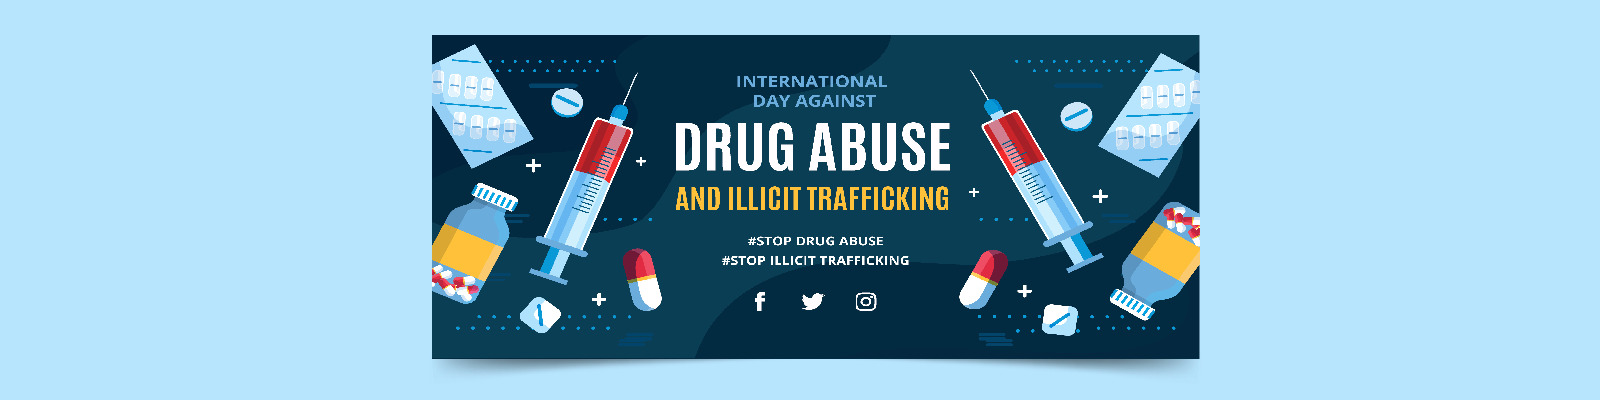 INTERNATIONAL
DAY AGAINST
DRUG ABUSE
AND ILLICIT TRAFFICKING
#STOP DRUG ABUSE
#STOP ILLICIT TRAFFICKING